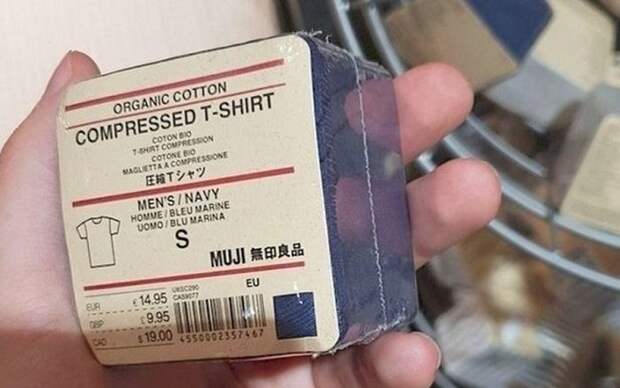 ORGANIC COTTON
COMPRESSED T-SHIRT
COTON BIO
T-SHIRT COMPRESSION
COTONE BIO
MAGLIETTA A COMPRESSIONE
圧縮Tシャツ
MEN'S / NAVY
HOMME / BLEU MARINE
UOMO / BLU MARINA
S
MUJI 無印良品
EU
EUR € 14.95
GBP £ 9.95
CAD $ 19.00
CA59077
4550002357467